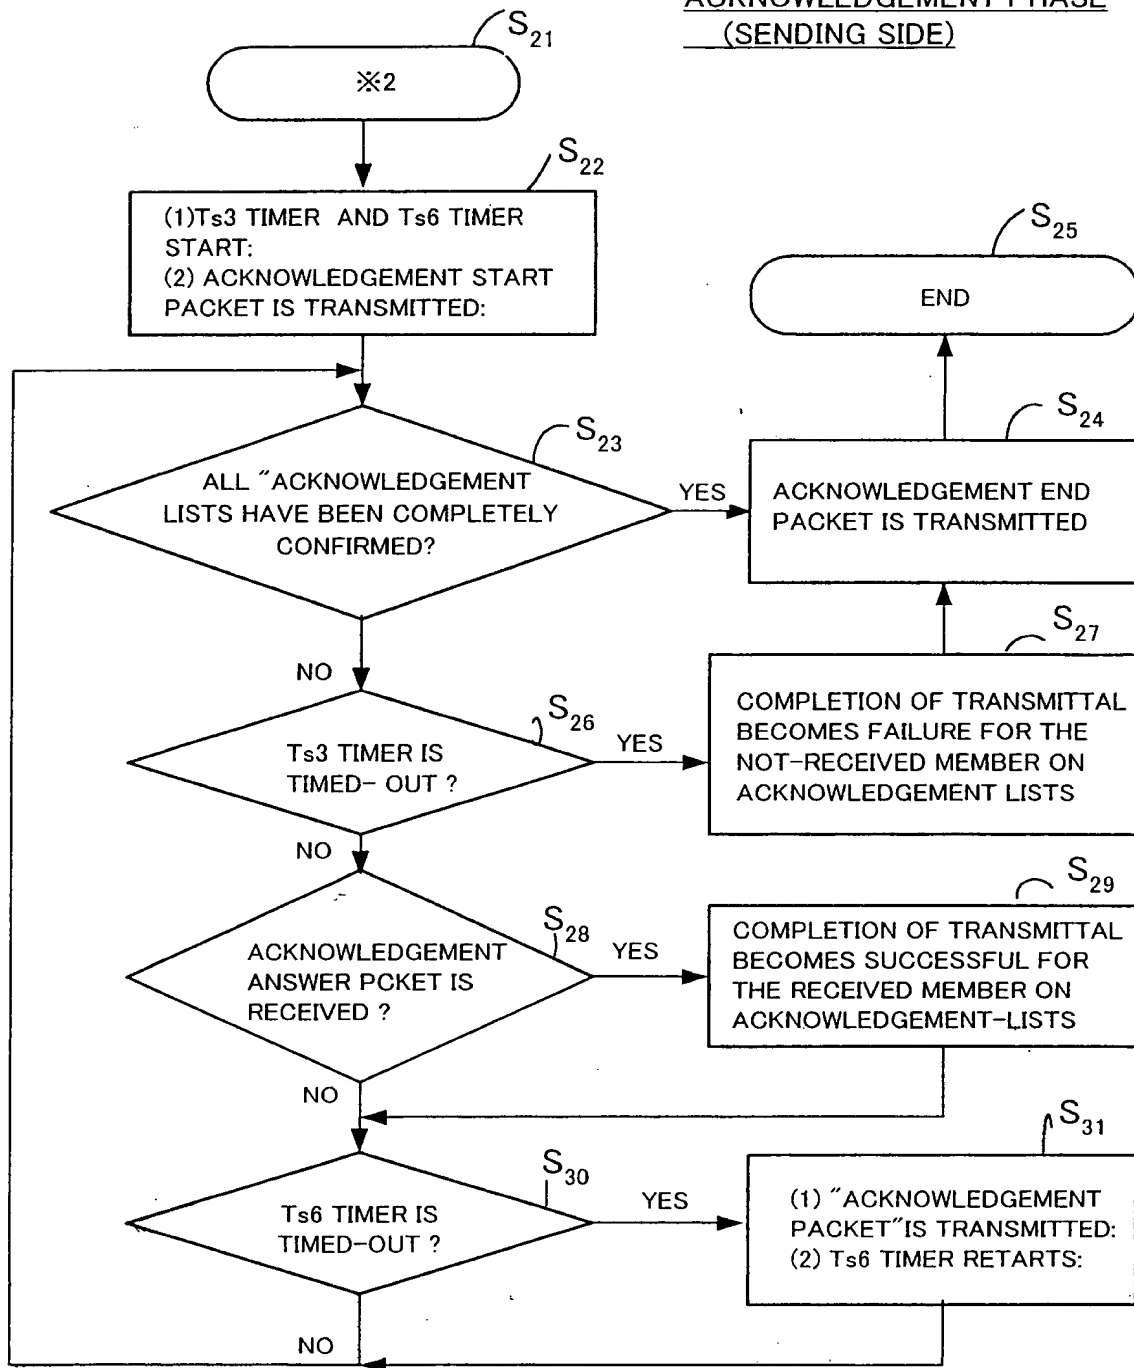 ACKNOWLEDGEMENT PHASE
(SENDING SIDE)
S21
※2
S22
(1)Ts3 TIMER AND Ts6 TIMER
START:
(2) ACKNOWLEDGEMENT START
PACKET IS TRANSMITTED:
S25
END
S23
ALL "ACKNOWLEDGEMENT
LISTS HAVE BEEN COMPLETELY
CONFIRMED?
YES
S24
ACKNOWLEDGEMENT END
PACKET IS TRANSMITTED
NO
S26
Ts3 TIMER IS
TIMED- OUT ?
YES
S27
COMPLETION OF TRANSMITTAL
BECOMES FAILURE FOR THE
NOT-RECEIVED MEMBER ON
ACKNOWLEDGEMENT LISTS
NO
S28
ACKNOWLEDGEMENT
ANSWER PCKET IS
RECEIVED ?
YES
S29
COMPLETION OF TRANSMITTAL
BECOMES SUCCESSFUL FOR
THE RECEIVED MEMBER ON
ACKNOWLEDGEMENT-LISTS
NO
S30
Ts6 TIMER IS
TIMED-OUT ?
YES
S31
(1) "ACKNOWLEDGEMENT
PACKET"IS TRANSMITTED:
(2) Ts6 TIMER RETARTS:
NO